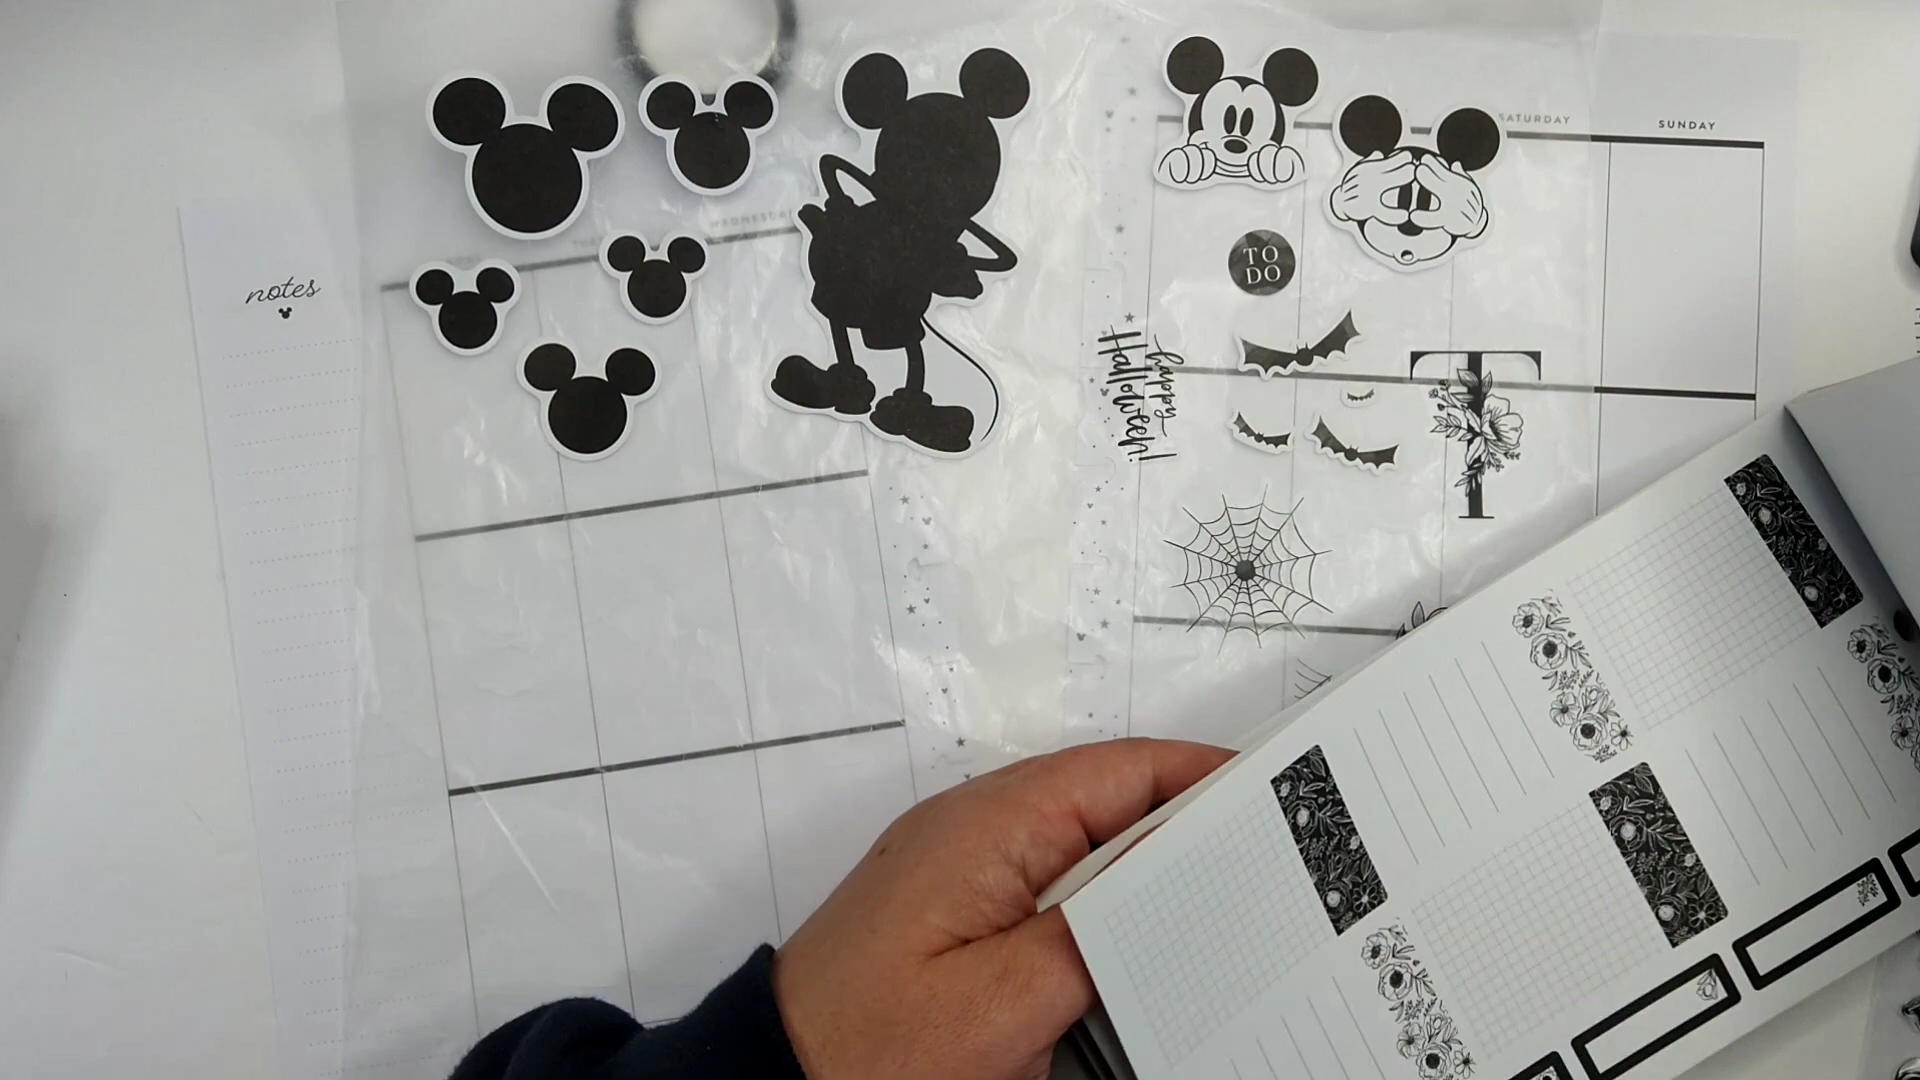 SATURDAY
SUNDAY
WEDNESDAY
notes
TO
DO
happy
Halloween!
T